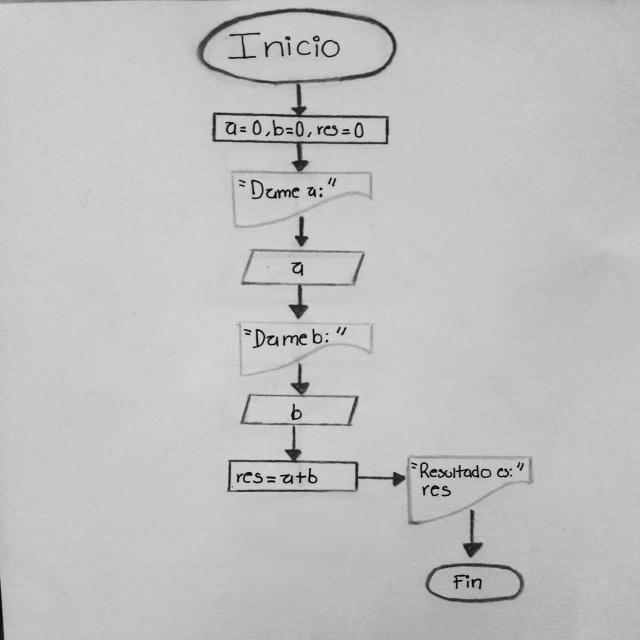 Inicio
a=0, b=0, res=0
"Dame a:"
a
"Dame b:"
b
res=a+b
"Resultado es:"
res
Fin